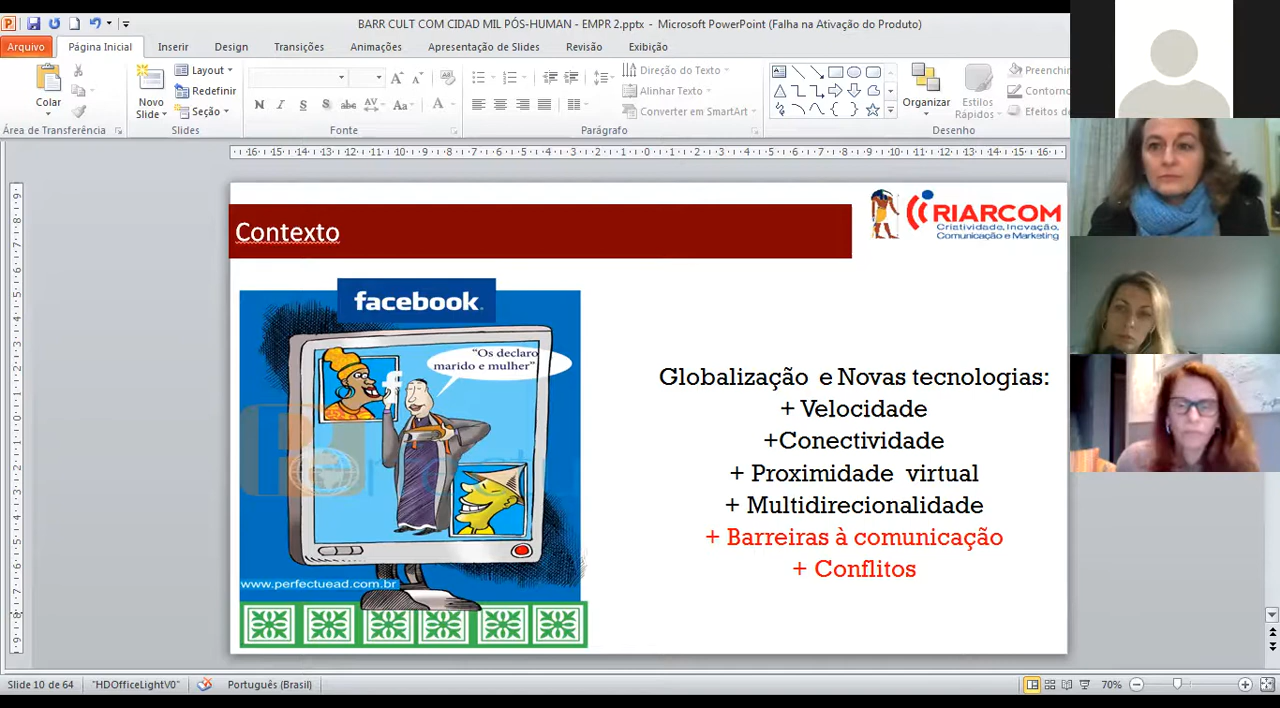 BARR CULT COM CIDAD MIL PÓS-HUMAN - EMPR 2.pptx - Microsoft PowerPoint (Falha na Ativação do Produto)
Arquivo
Página Inicial
Inserir
Design
Transições
Animações
Apresentação de Slides
Revisão
Exibição
Colar
Novo
Slide
Layout
Redefinir
Seção
Direção do Texto
Alinhar Texto
Converter em SmartArt
Organizar
Estilos
Rápidos
Preenchir
Contorno
Efeitos d
Área de Transferência
Slides
Fonte
Parágrafo
Desenho
Contexto
RIARCOM
Criatividade, Inovação,
Comunicação e Marketing
facebook
"Os declaro
marido e mulher"
f
www.perfectuead.com.br
Globalização e Novas tecnologias:
+ Velocidade
+Conectividade
+ Proximidade virtual
+ Multidirecionalidade
+ Barreiras à comunicação
+ Conflitos
Slide 10 de 64
"HDOfficeLightV0"
Português (Brasil)
70%